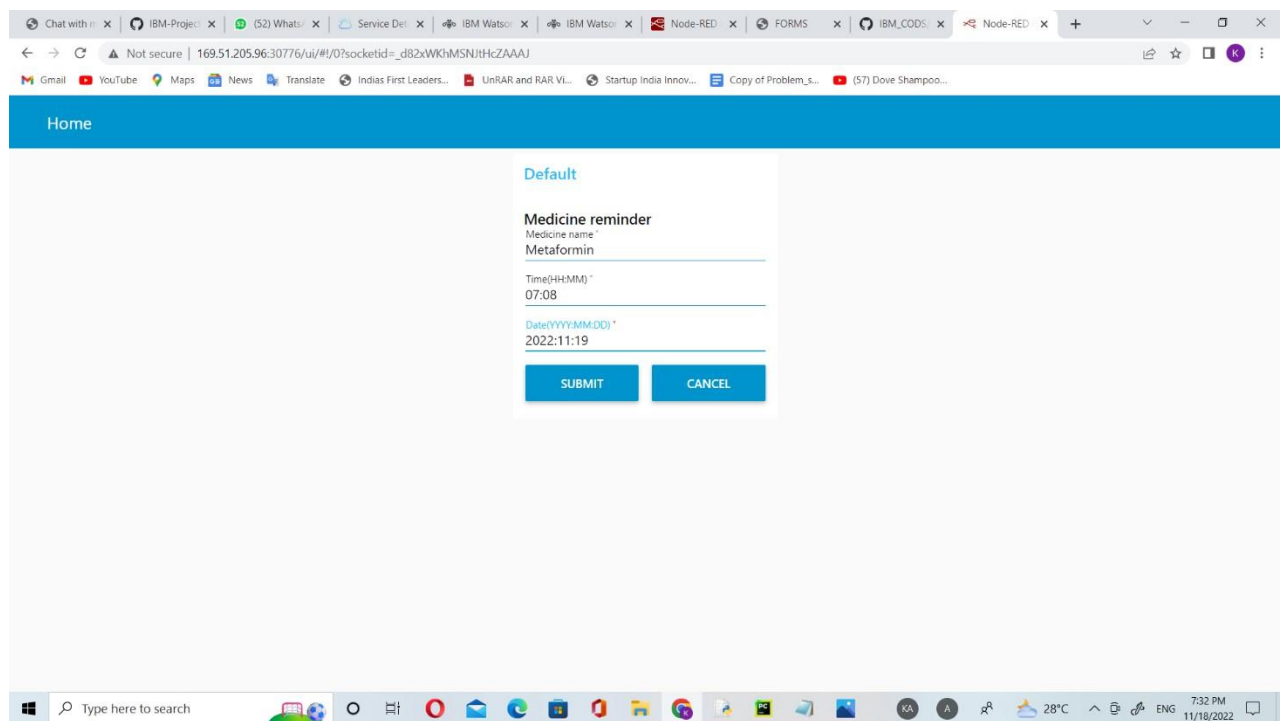 Chat with m
IBM-Project
(52) WhatsA
Service Det
IBM Watson
IBM Watson
Node-RED
FORMS
IBM_CODS/
Node-RED
Not secure | 169.51.205.96:30776/ui/#!/0?socketid=_d82xWKhMSNJtHcZAAAJ
K
Gmail
YouTube
Maps
News
Translate
Indias First Leaders...
UnRAR and RAR Vi...
Startup India Innov...
Copy of Problem_s...
(57) Dove Shampoo...
Home
Default
Medicine reminder
Medicine name *
Metaformin
Time(HH:MM) *
07:08
Date(YYYY:MM:DD) *
2022:11:19
SUBMIT CANCEL
Type here to search
KA
A
28°C
ENG
7:32 PM
11/18/2022